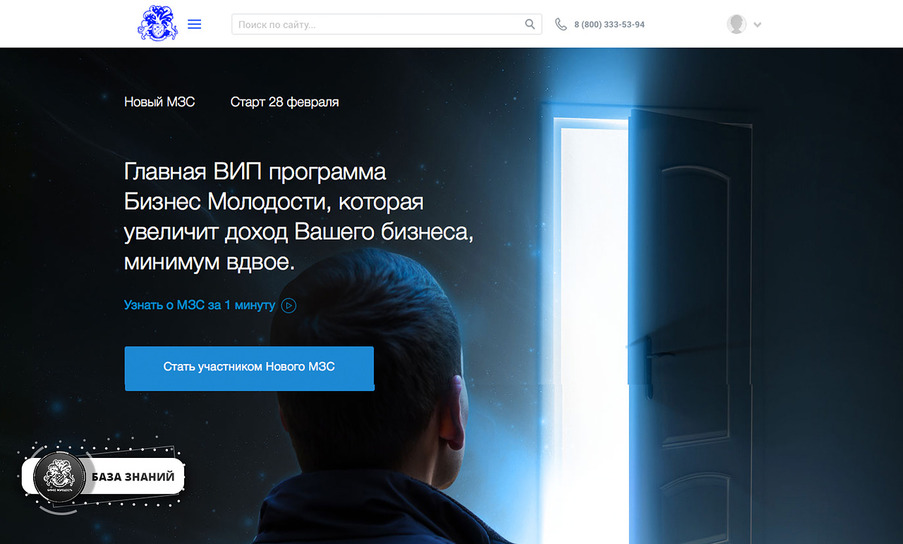 Поиск по сайту...
8 (800) 333-53-94
Новый МЗС
Старт 28 февраля
Главная ВИП программа
Бизнес Молодости, которая
увеличит доход Вашего бизнеса,
минимум вдвое.
Узнать о МЗС за 1 минуту
Стать участником Нового МЗС
БАЗА ЗНАНИЙ